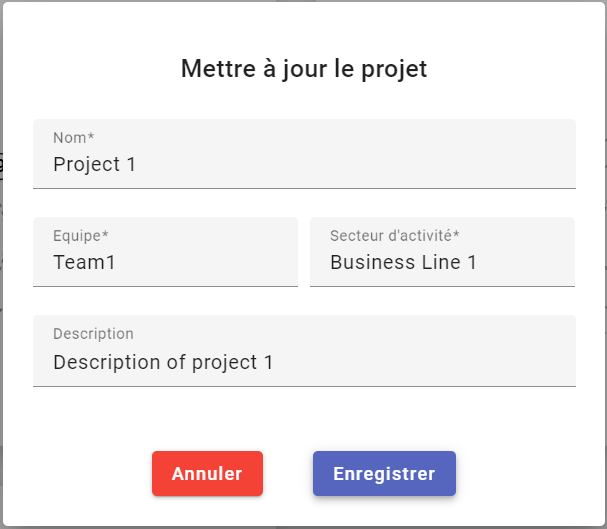 Mettre à jour le projet
Nom*
Project 1
Equipe*
Secteur d'activité*
Team1
Business Line 1
Description
Description of project 1
Annuler
Enregistrer